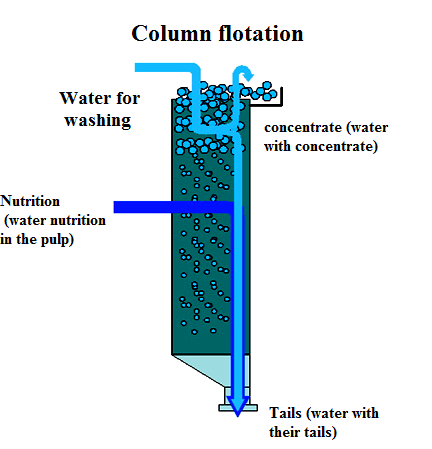 Column flotation
Water for
washing
concentrate (water
with concentrate)
Nutrition
(water nutrition
in the pulp)
Tails (water with
their tails)